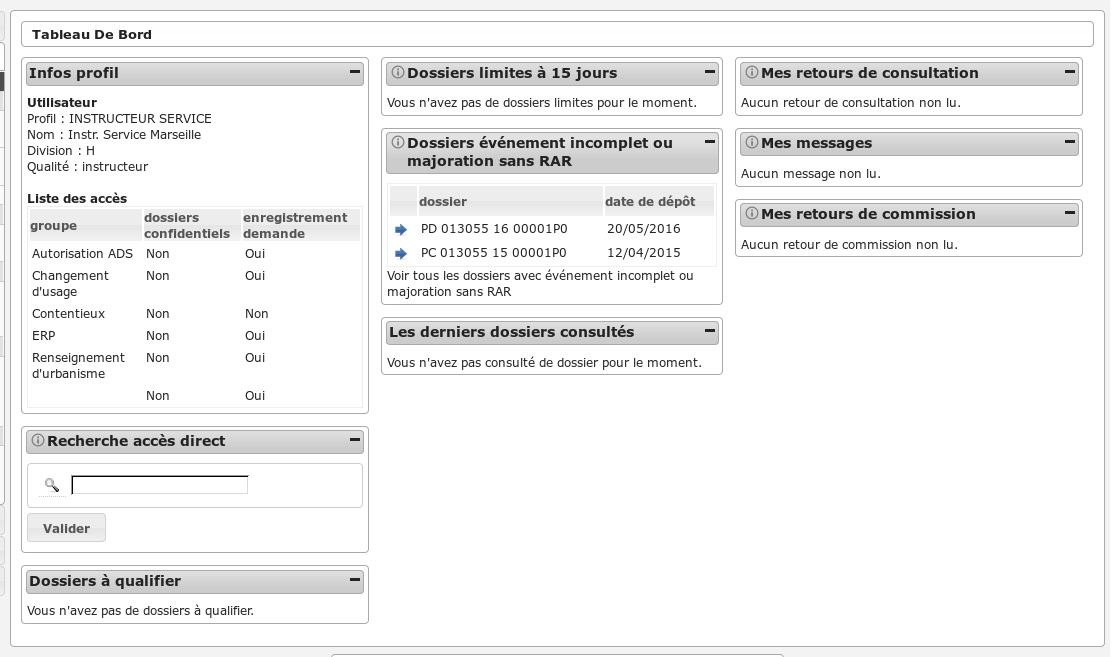 Tableau De Bord
Infos profil
Utilisateur
Profil : INSTRUCTEUR SERVICE
Nom : Instr. Service Marseille
Division : H
Qualité : instructeur
Liste des accès
groupe dossiers confidentiels enregistrement demande
Autorisation ADS Non Oui
Changement d'usage Non Oui
Contentieux Non Non
ERP Non Oui
Renseignement d'urbanisme Non Oui
Non Oui
Recherche accès direct
Valider
Dossiers à qualifier
Vous n'avez pas de dossiers à qualifier.
Dossiers limites à 15 jours
Vous n'avez pas de dossiers limites pour le moment.
Dossiers événement incomplet ou
majoration sans RAR
dossier date de dépôt
PD 013055 16 00001P0 20/05/2016
PC 013055 15 00001P0 12/04/2015
Voir tous les dossiers avec événement incomplet ou
majoration sans RAR
Les derniers dossiers consultés
Vous n'avez pas consulté de dossier pour le moment.
Mes retours de consultation
Aucun retour de consultation non lu.
Mes messages
Aucun message non lu.
Mes retours de commission
Aucun retour de commission non lu.